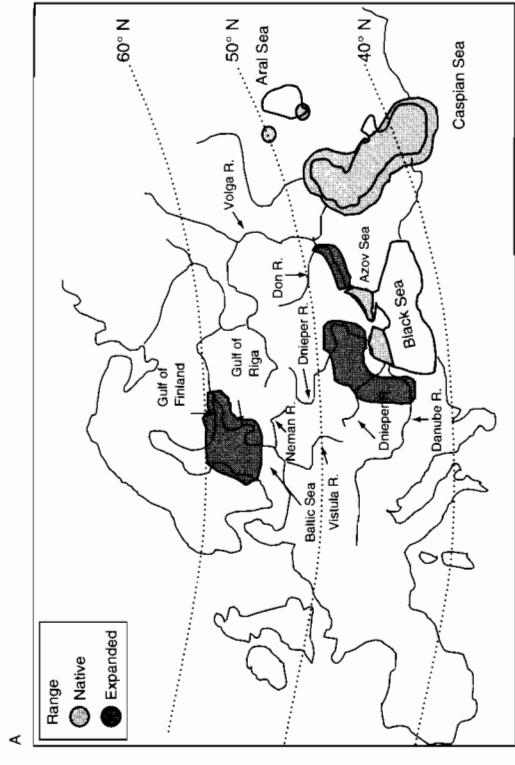 A
Range
Native
Expanded
60° N
50° N
40° N
Aral Sea
Caspian Sea
Volga R.
Don R.
Azov Sea
Black Sea
Gulf of
Finland
Gulf of
Riga
Dnieper R.
Neman R.
Baltic Sea
Vistula R.
Dnieper R.
Danube R.